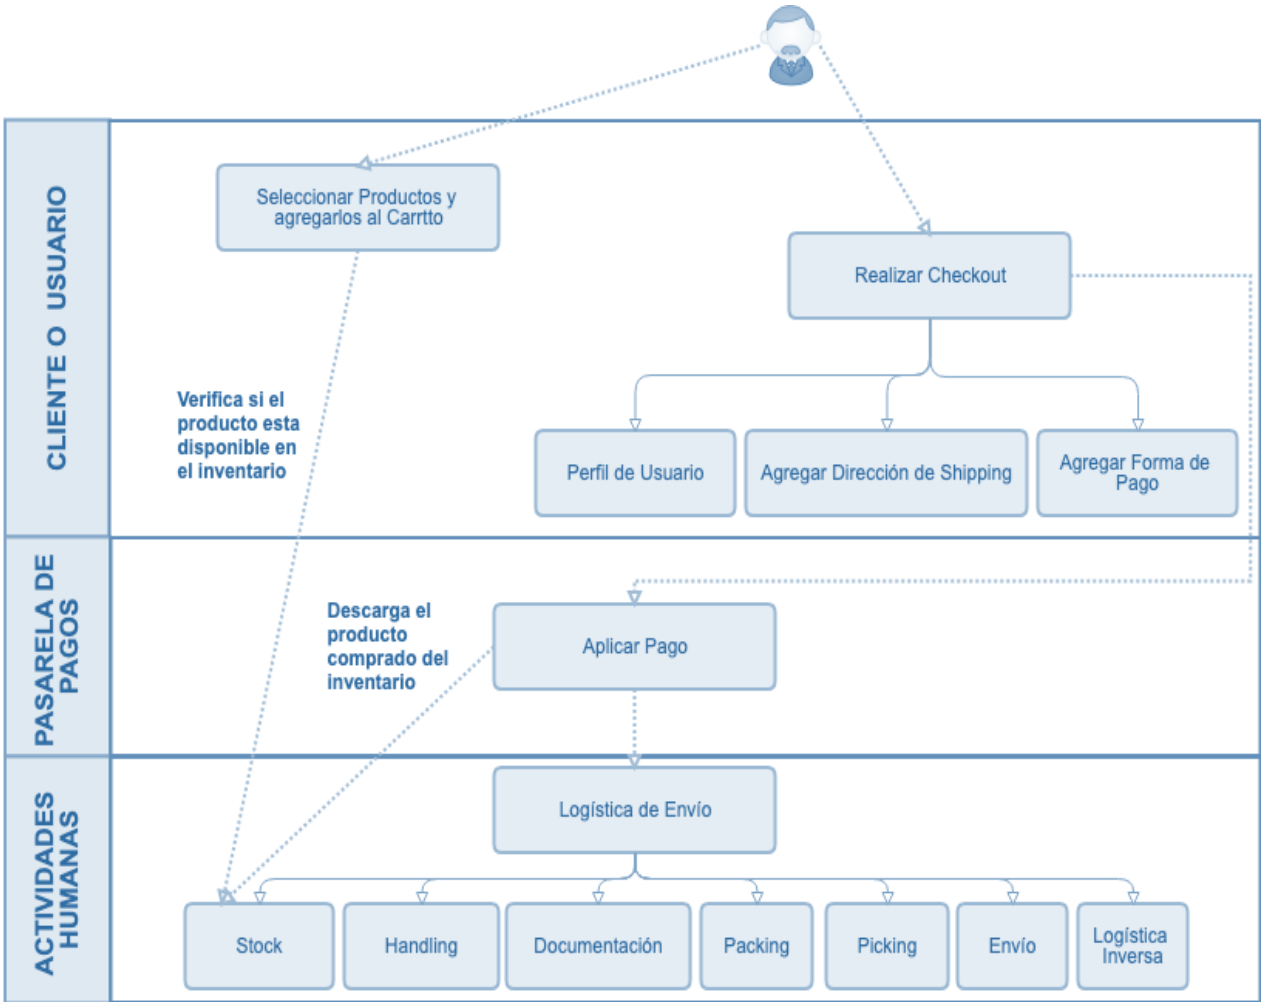 CLIENTE O USUARIO
Seleccionar Productos y
agregarlos al Carrtto
Realizar Checkout
Verifica si el
producto esta
disponible en
el inventario
Perfil de Usuario
Agregar Dirección de Shipping
Agregar Forma de
Pago
PASARELA DE
PAGOS
Descarga el
producto
comprado del
inventario
Aplicar Pago
ACTIVIDADES
HUMANAS
Logística de Envío
Stock
Handling
Documentación
Packing
Picking
Envío
Logística
Inversa